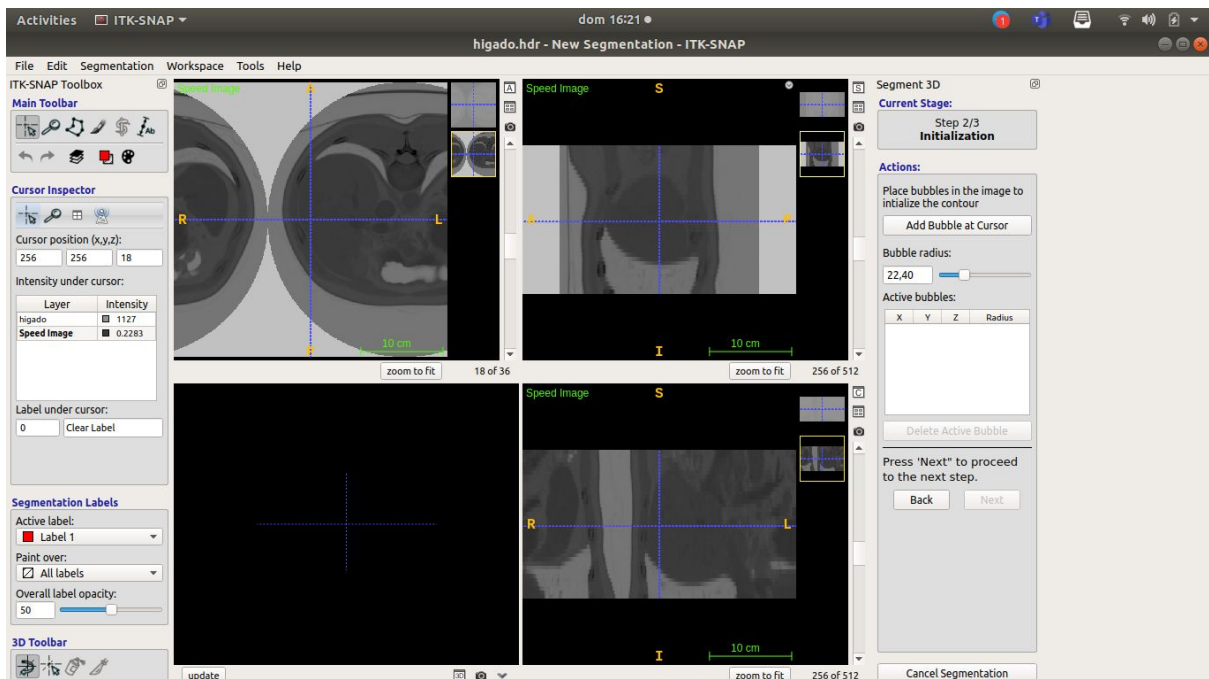 Activities ITK-SNAP
dom 16:21
1
higado.hdr - New Segmentation - ITK-SNAP
File Edit Segmentation Workspace Tools Help
ITK-SNAP Toolbox
Main Toolbar
Ab
Cursor Inspector
Cursor position (x,y,z):
256 256 18
Intensity under cursor:
Layer Intensity
higado 1127
Speed Image 0.2283
Label under cursor:
0 Clear Label
Segmentation Labels
Active label:
Label 1
Paint over:
All labels
Overall label opacity:
50
3D Toolbar
Speed Image
A
A
R
L
P
10 cm
zoom to fit 18 of 36
Speed Image
S
S
A
P
I
10 cm
zoom to fit 256 of 512
update
3D
Speed Image
S
C
R
L
I
10 cm
zoom to fit 256 of 512
Segment 3D
Current Stage:
Step 2/3
Initialization
Actions:
Place bubbles in the image to
intialize the contour
Add Bubble at Cursor
Bubble radius:
22,40
Active bubbles:
X Y Z Radius
Delete Active Bubble
Press 'Next" to proceed
to the next step.
Back Next
Cancel Segmentation